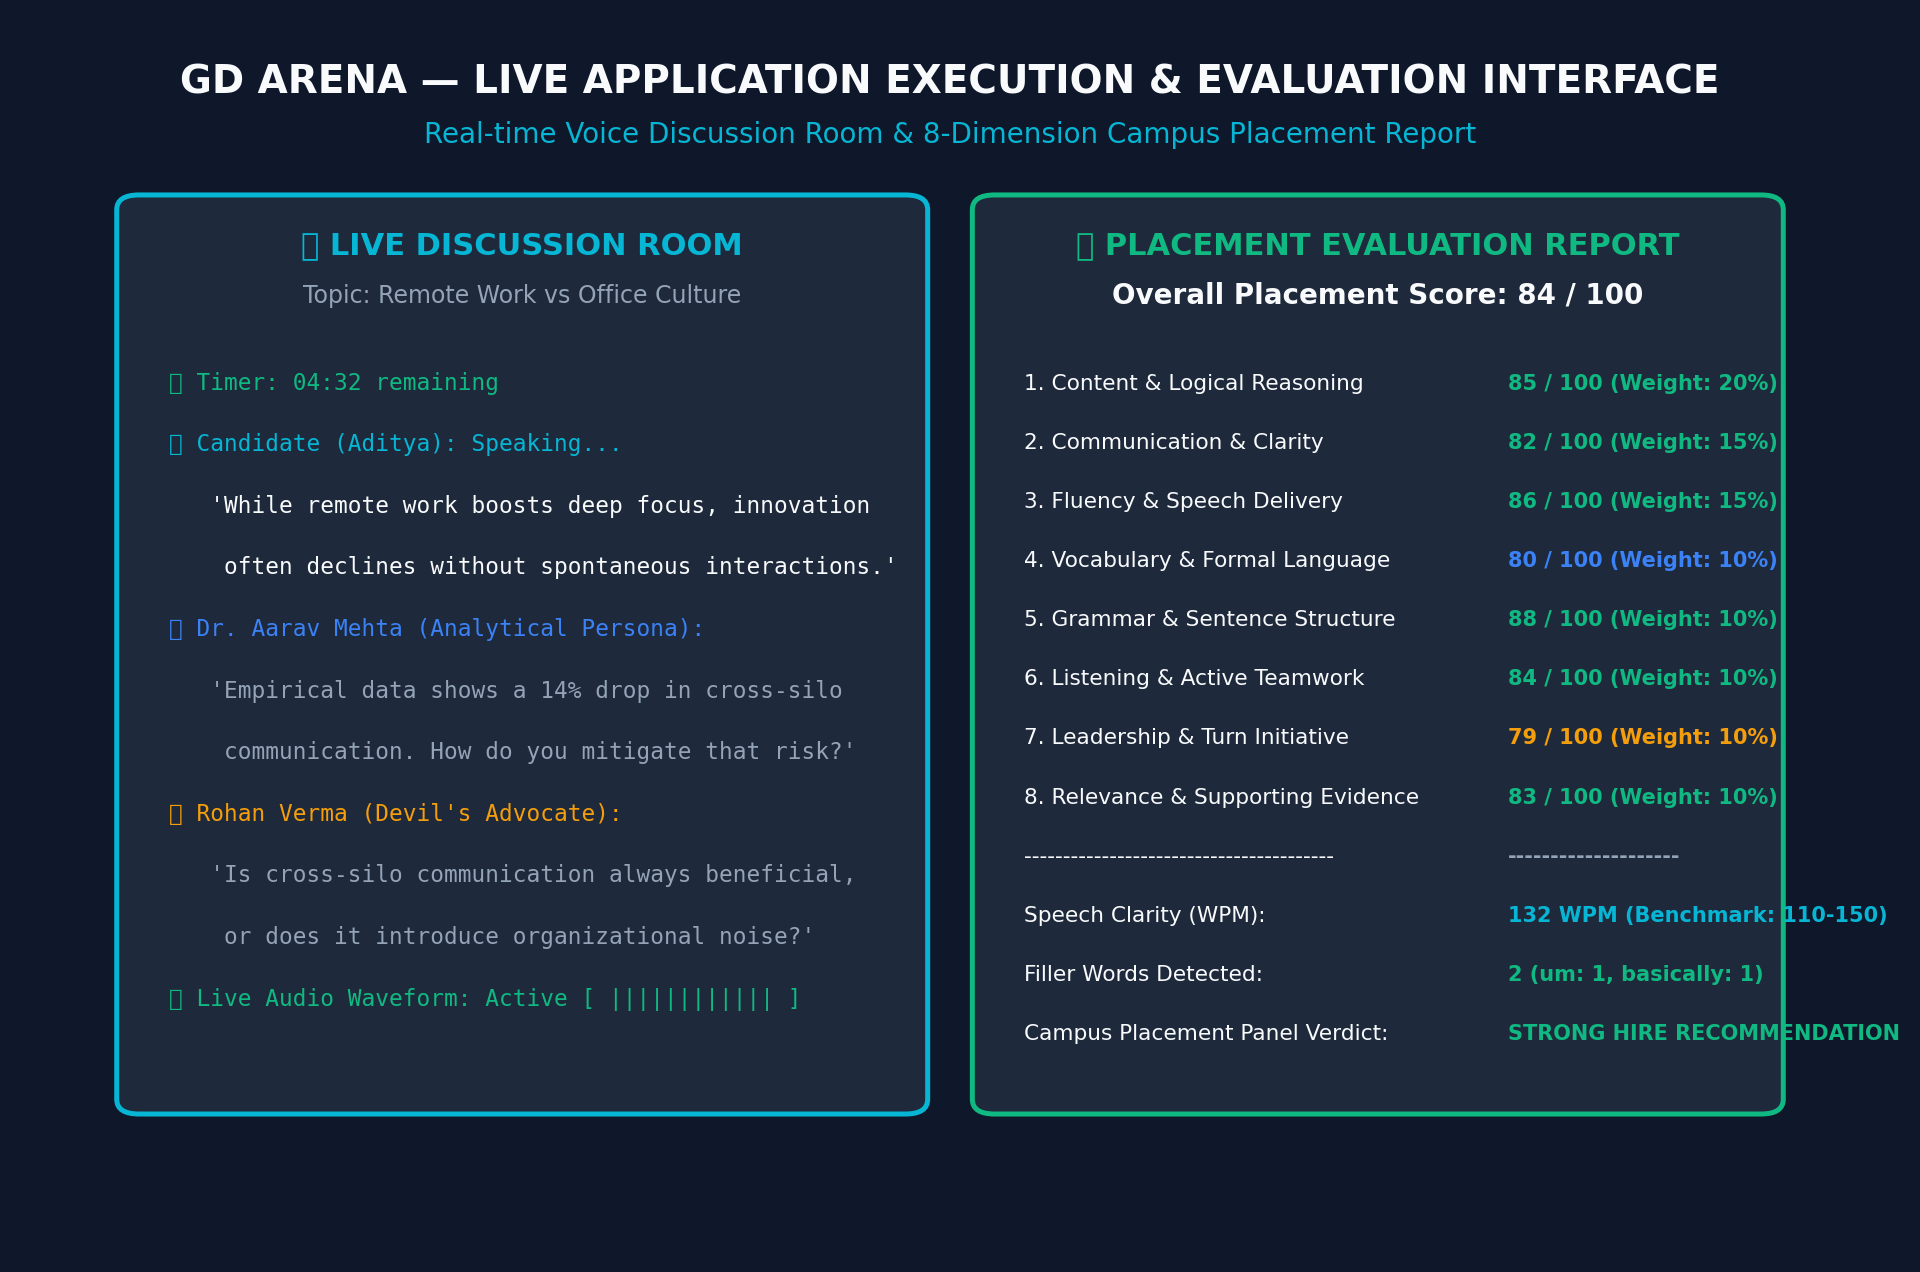 GD ARENA — LIVE APPLICATION EXECUTION & EVALUATION INTERFACE
Real-time Voice Discussion Room & 8-Dimension Campus Placement Report
LIVE DISCUSSION ROOM
Topic: Remote Work vs Office Culture
Timer: 04:32 remaining
Candidate (Aditya): Speaking...
'While remote work boosts deep focus, innovation
often declines without spontaneous interactions.'
Dr. Aarav Mehta (Analytical Persona):
'Empirical data shows a 14% drop in cross-silo
communication. How do you mitigate that risk?'
Rohan Verma (Devil's Advocate):
'Is cross-silo communication always beneficial,
or does it introduce organizational noise?'
Live Audio Waveform: Active [ |||||||||||| ]
PLACEMENT EVALUATION REPORT
Overall Placement Score: 84 / 100
1. Content & Logical Reasoning 85 / 100 (Weight: 20%)
2. Communication & Clarity 82 / 100 (Weight: 15%)
3. Fluency & Speech Delivery 86 / 100 (Weight: 15%)
4. Vocabulary & Formal Language 80 / 100 (Weight: 10%)
5. Grammar & Sentence Structure 88 / 100 (Weight: 10%)
6. Listening & Active Teamwork 84 / 100 (Weight: 10%)
7. Leadership & Turn Initiative 79 / 100 (Weight: 10%)
8. Relevance & Supporting Evidence 83 / 100 (Weight: 10%)
---------------------------------------- --------------------
Speech Clarity (WPM): 132 WPM (Benchmark: 110-150)
Filler Words Detected: 2 (um: 1, basically: 1)
Campus Placement Panel Verdict: STRONG HIRE RECOMMENDATION